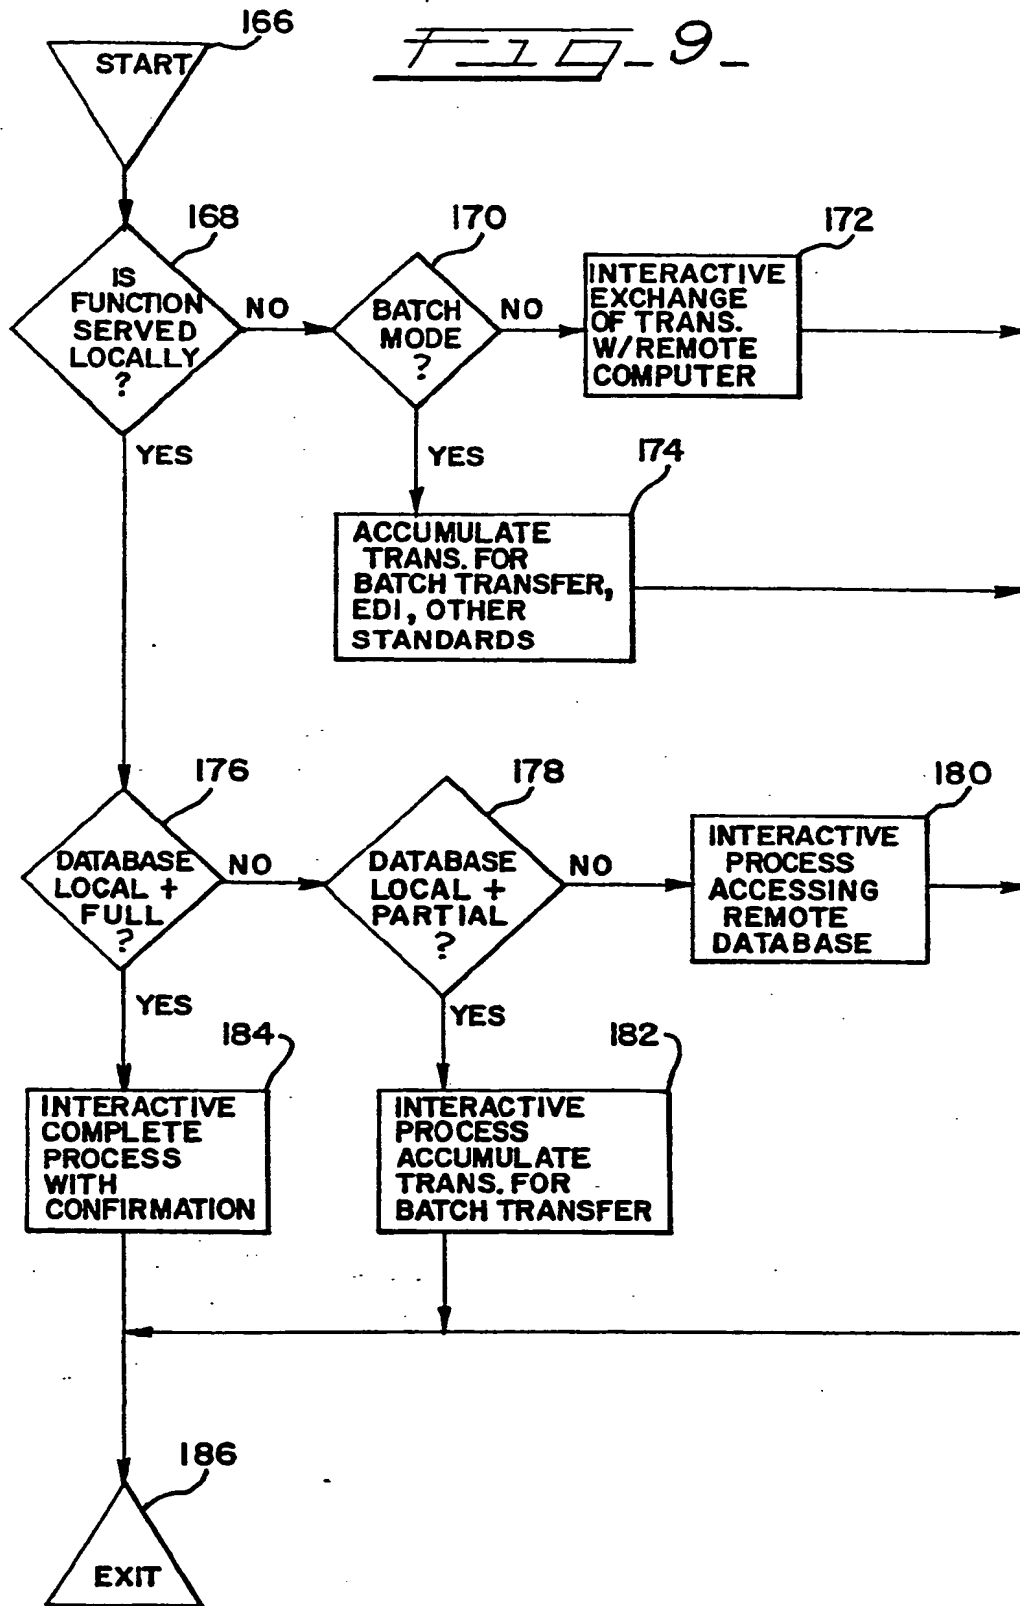 Fig_9_
166
START
168
IS
FUNCTION
SERVED
LOCALLY
?
NO
YES
170
BATCH
MODE
?
NO
YES
172
INTERACTIVE
EXCHANGE
OF TRANS.
W/REMOTE
COMPUTER
174
ACCUMULATE
TRANS. FOR
BATCH TRANSFER,
EDI, OTHER
STANDARDS
176
DATABASE
LOCAL +
FULL
?
NO
YES
178
DATABASE
LOCAL +
PARTIAL
?
NO
YES
180
INTERACTIVE
PROCESS
ACCESSING
REMOTE
DATABASE
184
INTERACTIVE
COMPLETE
PROCESS
WITH
CONFIRMATION
182
INTERACTIVE
PROCESS
ACCUMULATE
TRANS. FOR
BATCH TRANSFER
186
EXIT